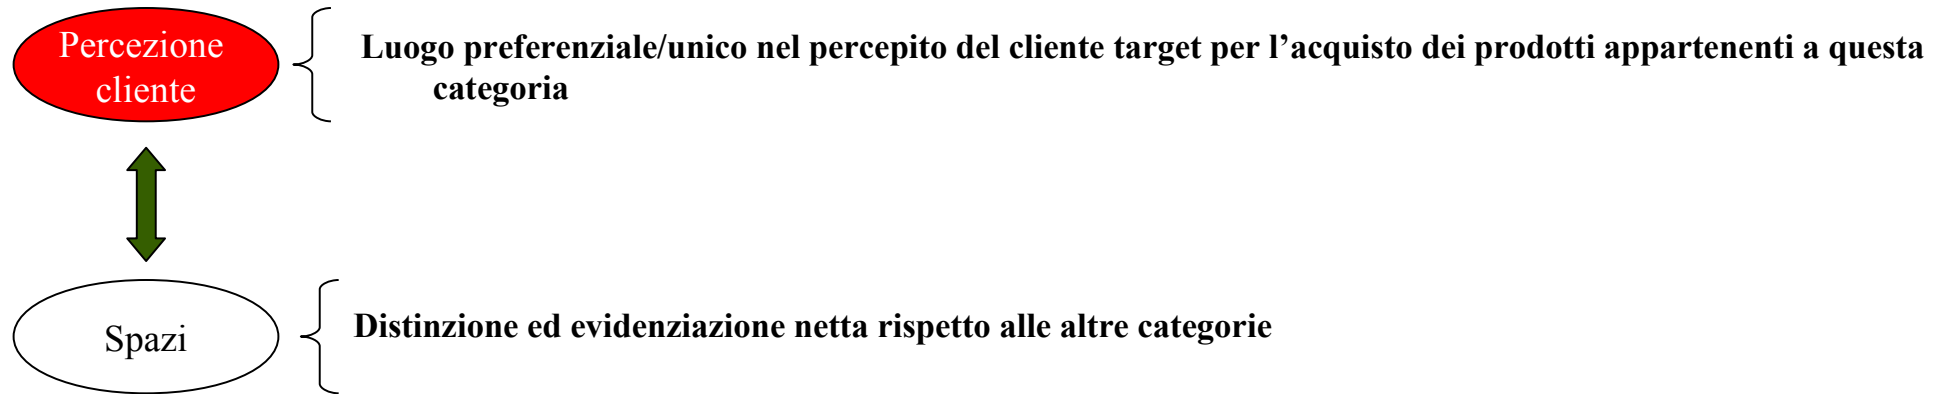 Percezione
cliente
Luogo preferenziale/unico nel percepito del cliente target per l’acquisto dei prodotti appartenenti a questa
categoria
Spazi
Distinzione ed evidenziazione netta rispetto alle altre categorie